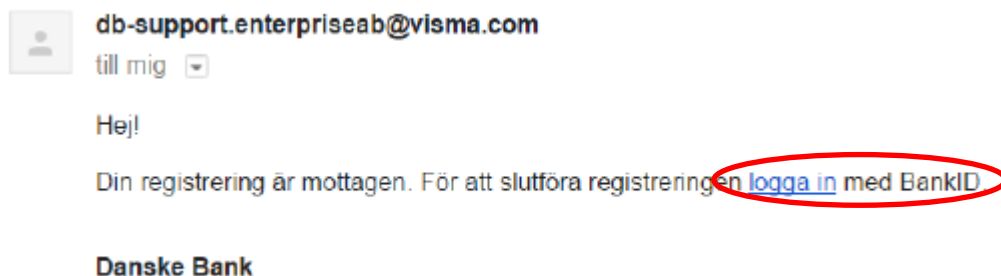 db-support.enterpriseab@visma.com
till mig
Hej!
Din registrering är mottagen. För att slutföra registreringen logga in med BankID.
Danske Bank